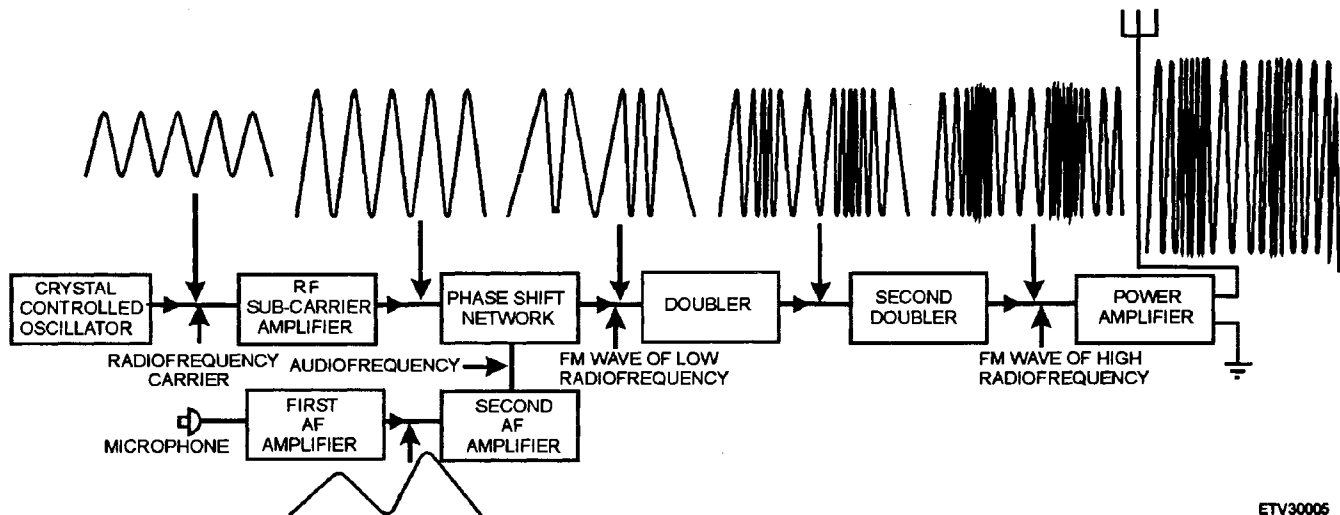 CRYSTAL
CONTROLLED
OSCILLATOR
RF
SUB-CARRIER
AMPLIFIER
PHASE SHIFT
NETWORK
DOUBLER
SECOND
DOUBLER
POWER
AMPLIFIER
RADIOFREQUENCY
CARRIER
AUDIOFREQUENCY
FM WAVE OF LOW
RADIOFREQUENCY
FM WAVE OF HIGH
RADIOFREQUENCY
MICROPHONE
FIRST
AF
AMPLIFIER
SECOND
AF
AMPLIFIER
ETV30005